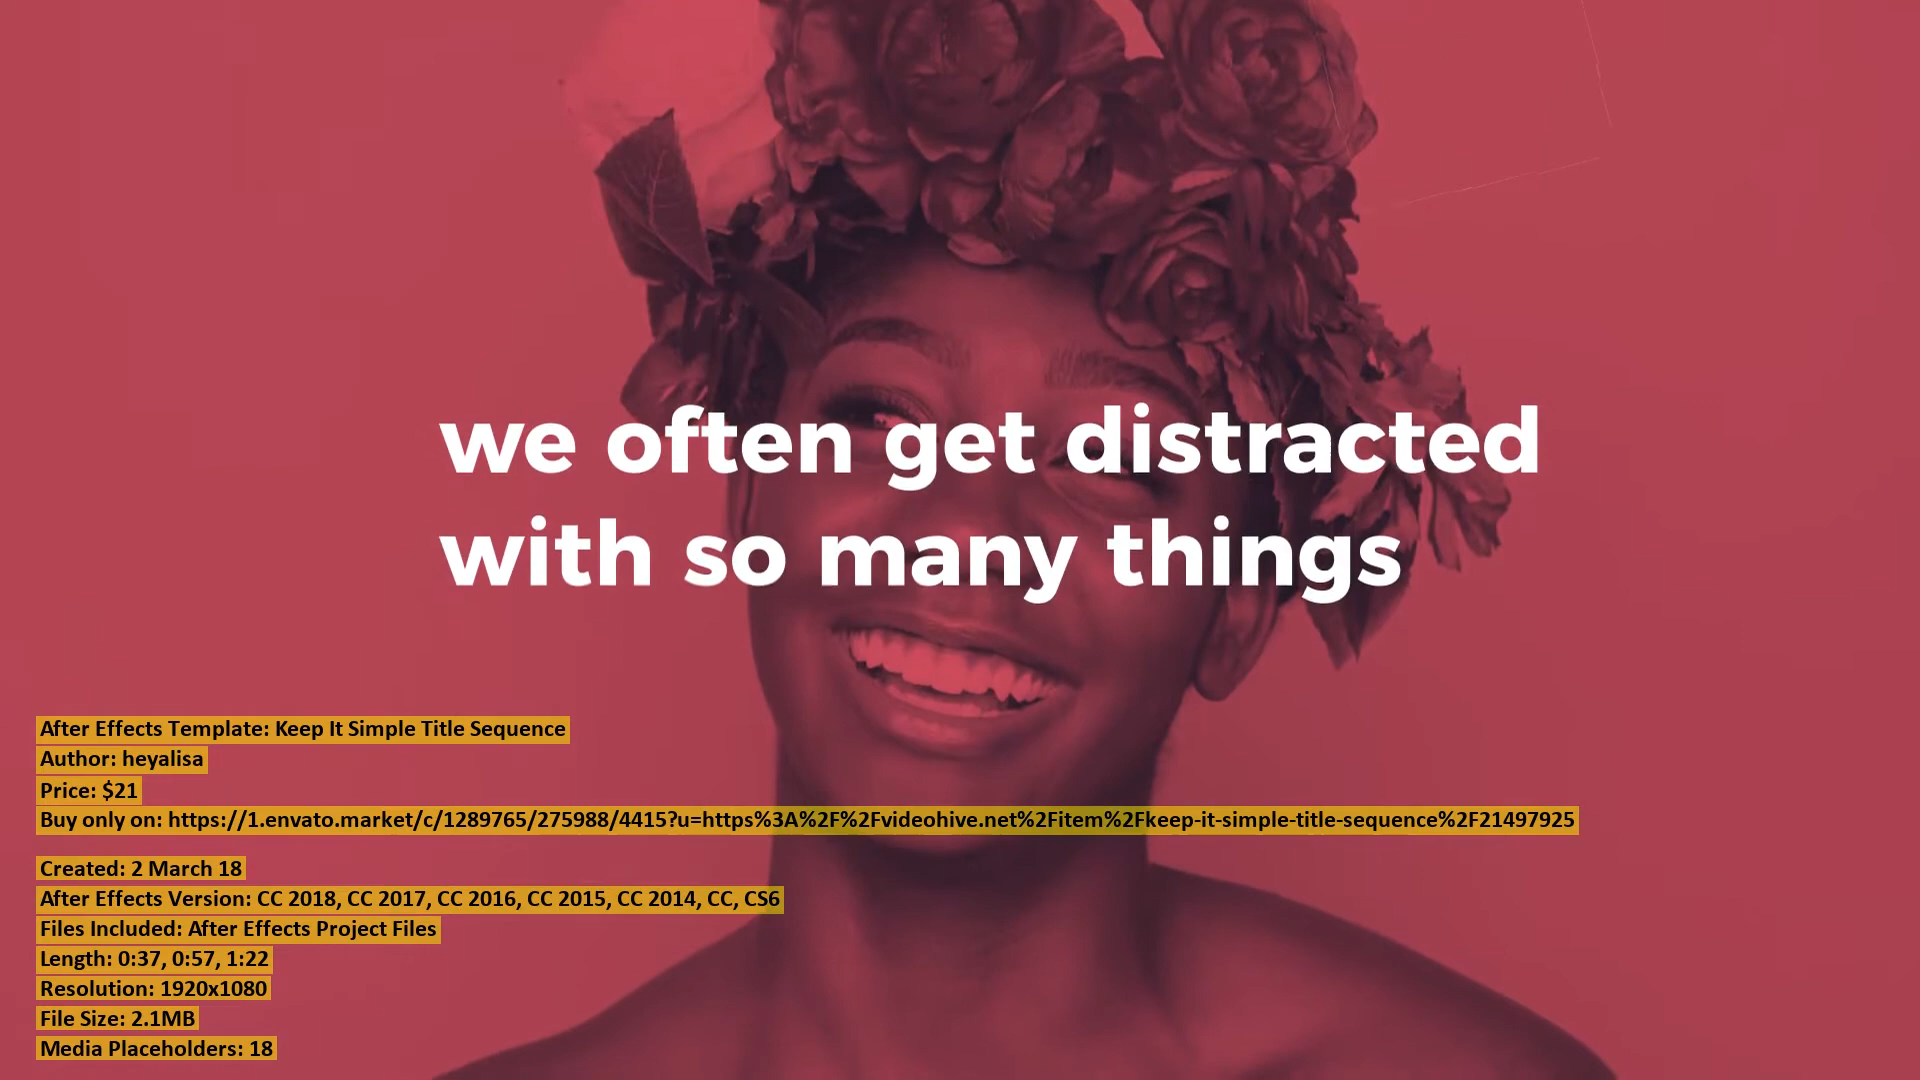 we often get distracted
with so many things
After Effects Template: Keep It Simple Title Sequence
Author: heyalisa
Price: $21
Buy only on: https://1.envato.market/c/1289765/275988/4415?u=https%3A%2F%2Fvideohive.net%2Fitem%2Fkeep-it-simple-title-sequence%2F21497925
Created: 2 March 18
After Effects Version: CC 2018, CC 2017, CC 2016, CC 2015, CC 2014, CC, CS6
Files Included: After Effects Project Files
Length: 0:37, 0:57, 1:22
Resolution: 1920x1080
File Size: 2.1MB
Media Placeholders: 18